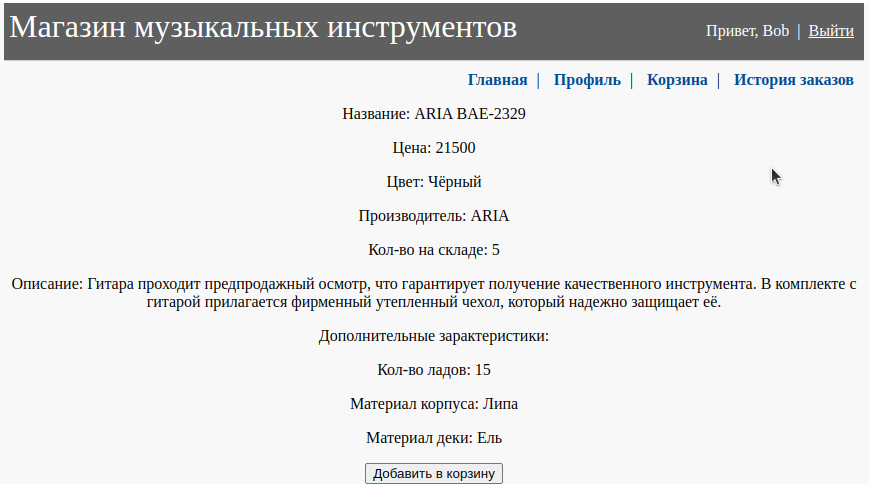 Магазин музыкальных инструментов
Привет, Bob | Выйти
Главная | Профиль | Корзина | История заказов
Название: ARIA BAE-2329
Цена: 21500
Цвет: Чёрный
Производитель: ARIA
Кол-во на складе: 5
Описание: Гитара проходит предпродажный осмотр, что гарантирует получение качественного инструмента. В комплекте с
гитарой прилагается фирменный утепленный чехол, который надежно защищает её.
Дополнительные зарактеристики:
Кол-во ладов: 15
Материал корпуса: Липа
Материал деки: Ель
Добавить в корзину